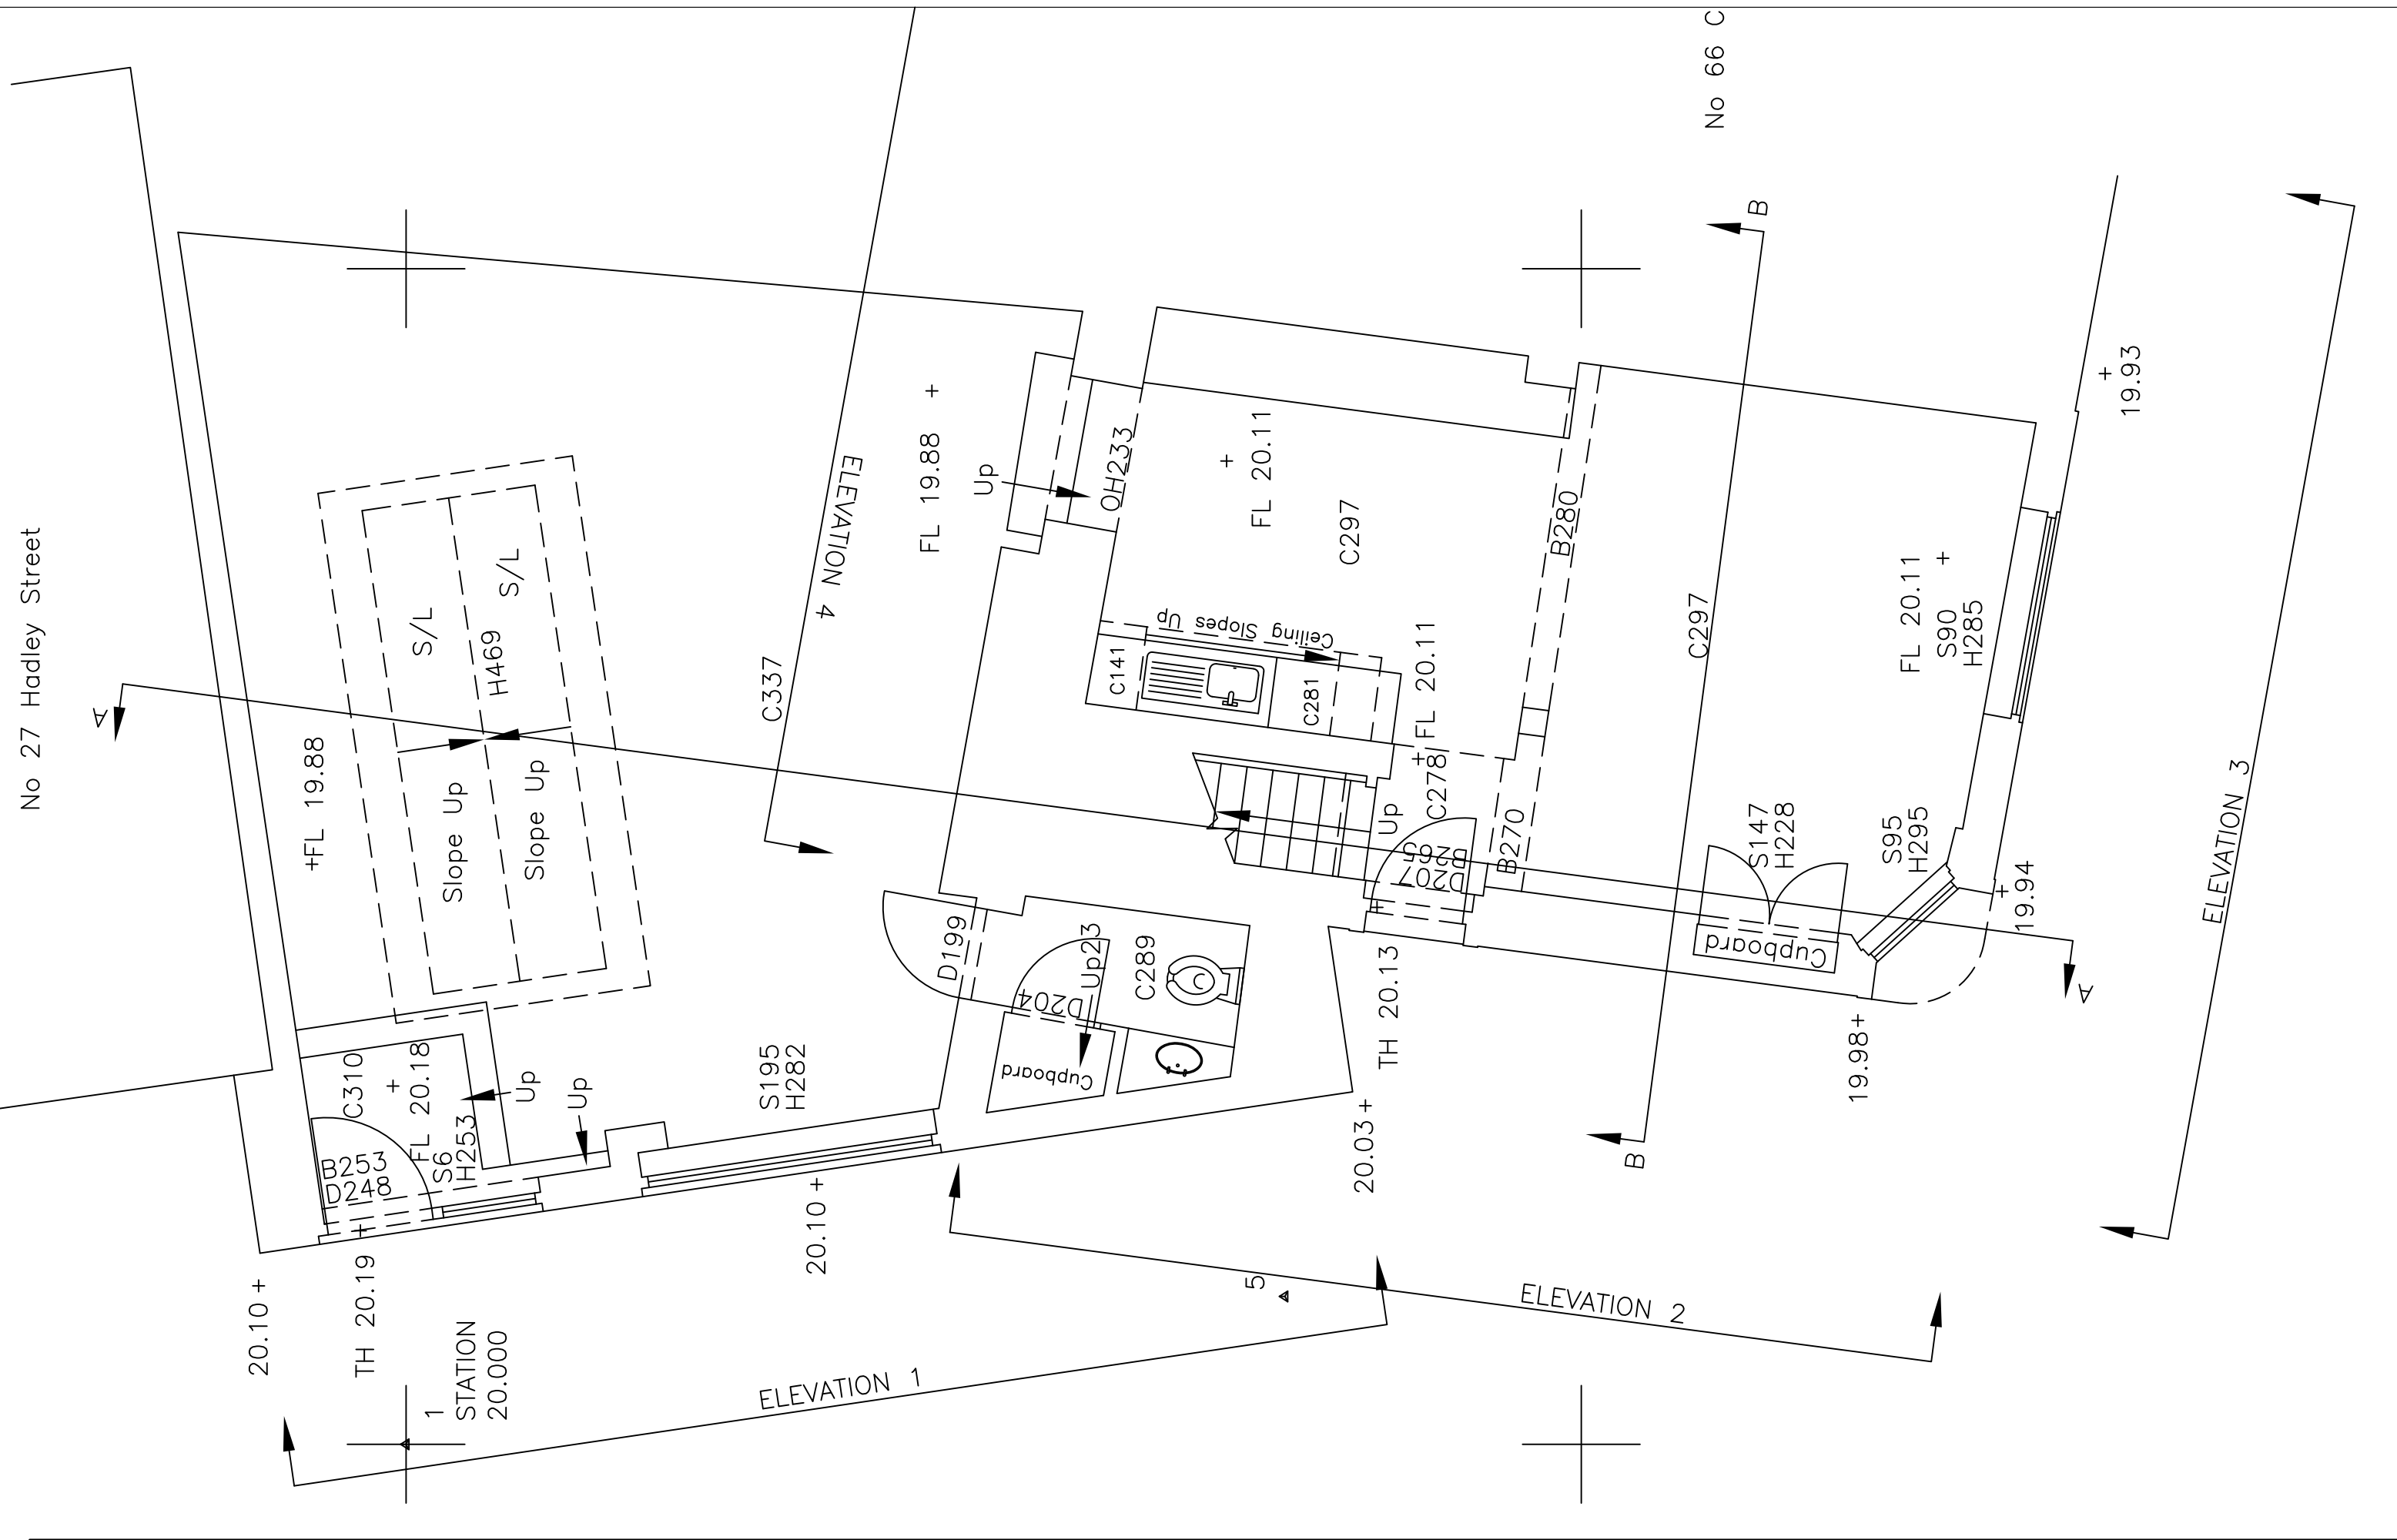 No 27 Hadley Street
No 66 C
A
+FL 19.88
S/L
S/L
H469
Slope Up
Slope Up
C337
ELEVATION 4
FL 19.88 +
Up
OH233
+
FL 20.11
C297
B280
B
C297
Ceiling Slopes Up
C141
C281
+
FL 20.11
C278
Up
B265
D207
B270
FL 20.11 +
S90
H285
S147
H228
S95
H295
Cupboard
+
19.93
+
19.94
ELEVATION 3
A
D199
D204
Up23
C289
Cupboard
C310
+
FL 20.18
S6
H253
Up
Up
B253
D248
S195
H282
+
TH 20.13
20.03+
19.98+
B
20.10 +
TH 20.19 +
20.10 +
1
STATION
20.000
ELEVATION 1
5
ELEVATION 2